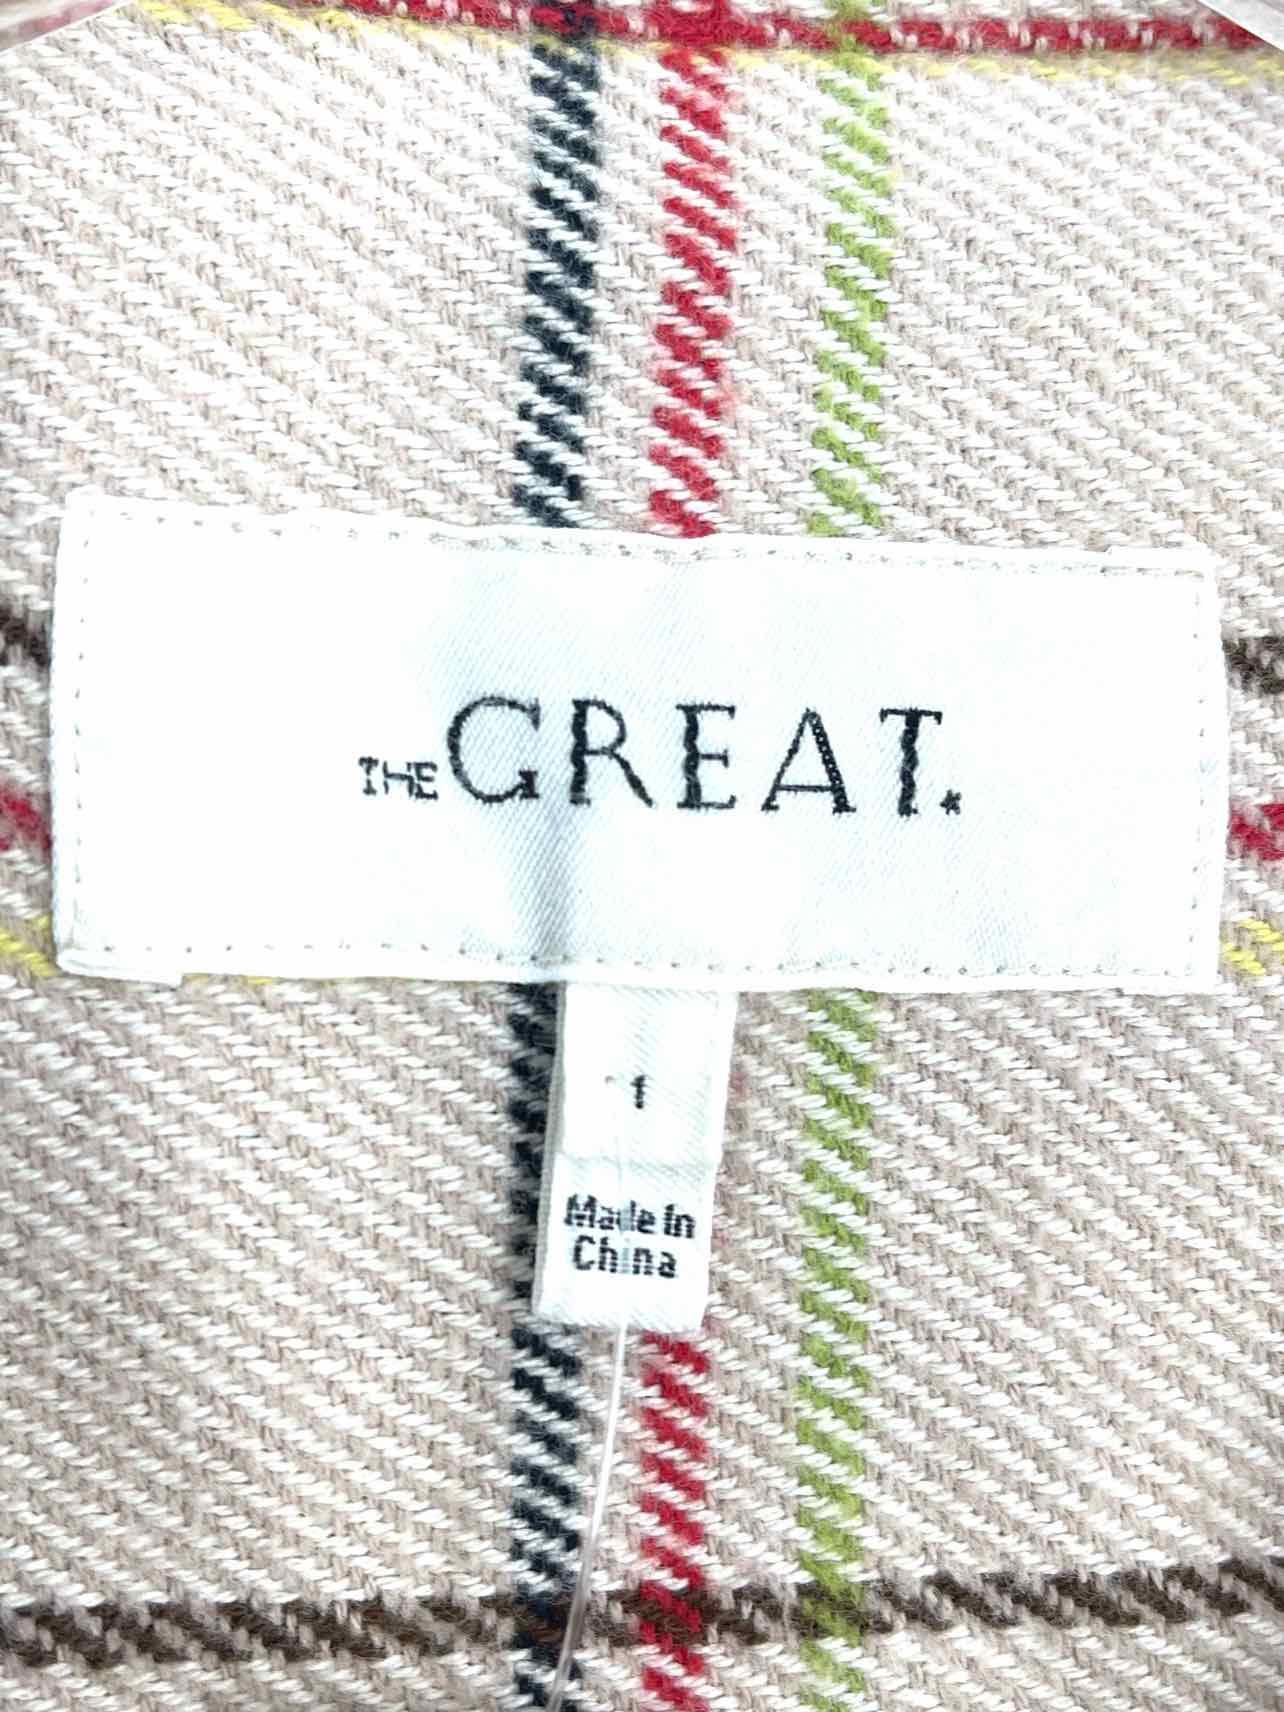 THE GREAT.
1
Made in
China